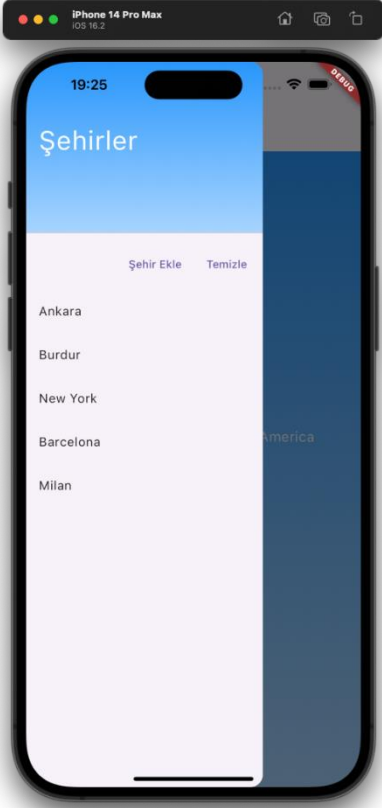 iPhone 14 Pro Max
iOS 16.2
19:25
DEBUG
Şehirler
Şehir Ekle Temizle
Ankara
Burdur
New York
America
Barcelona
Milan